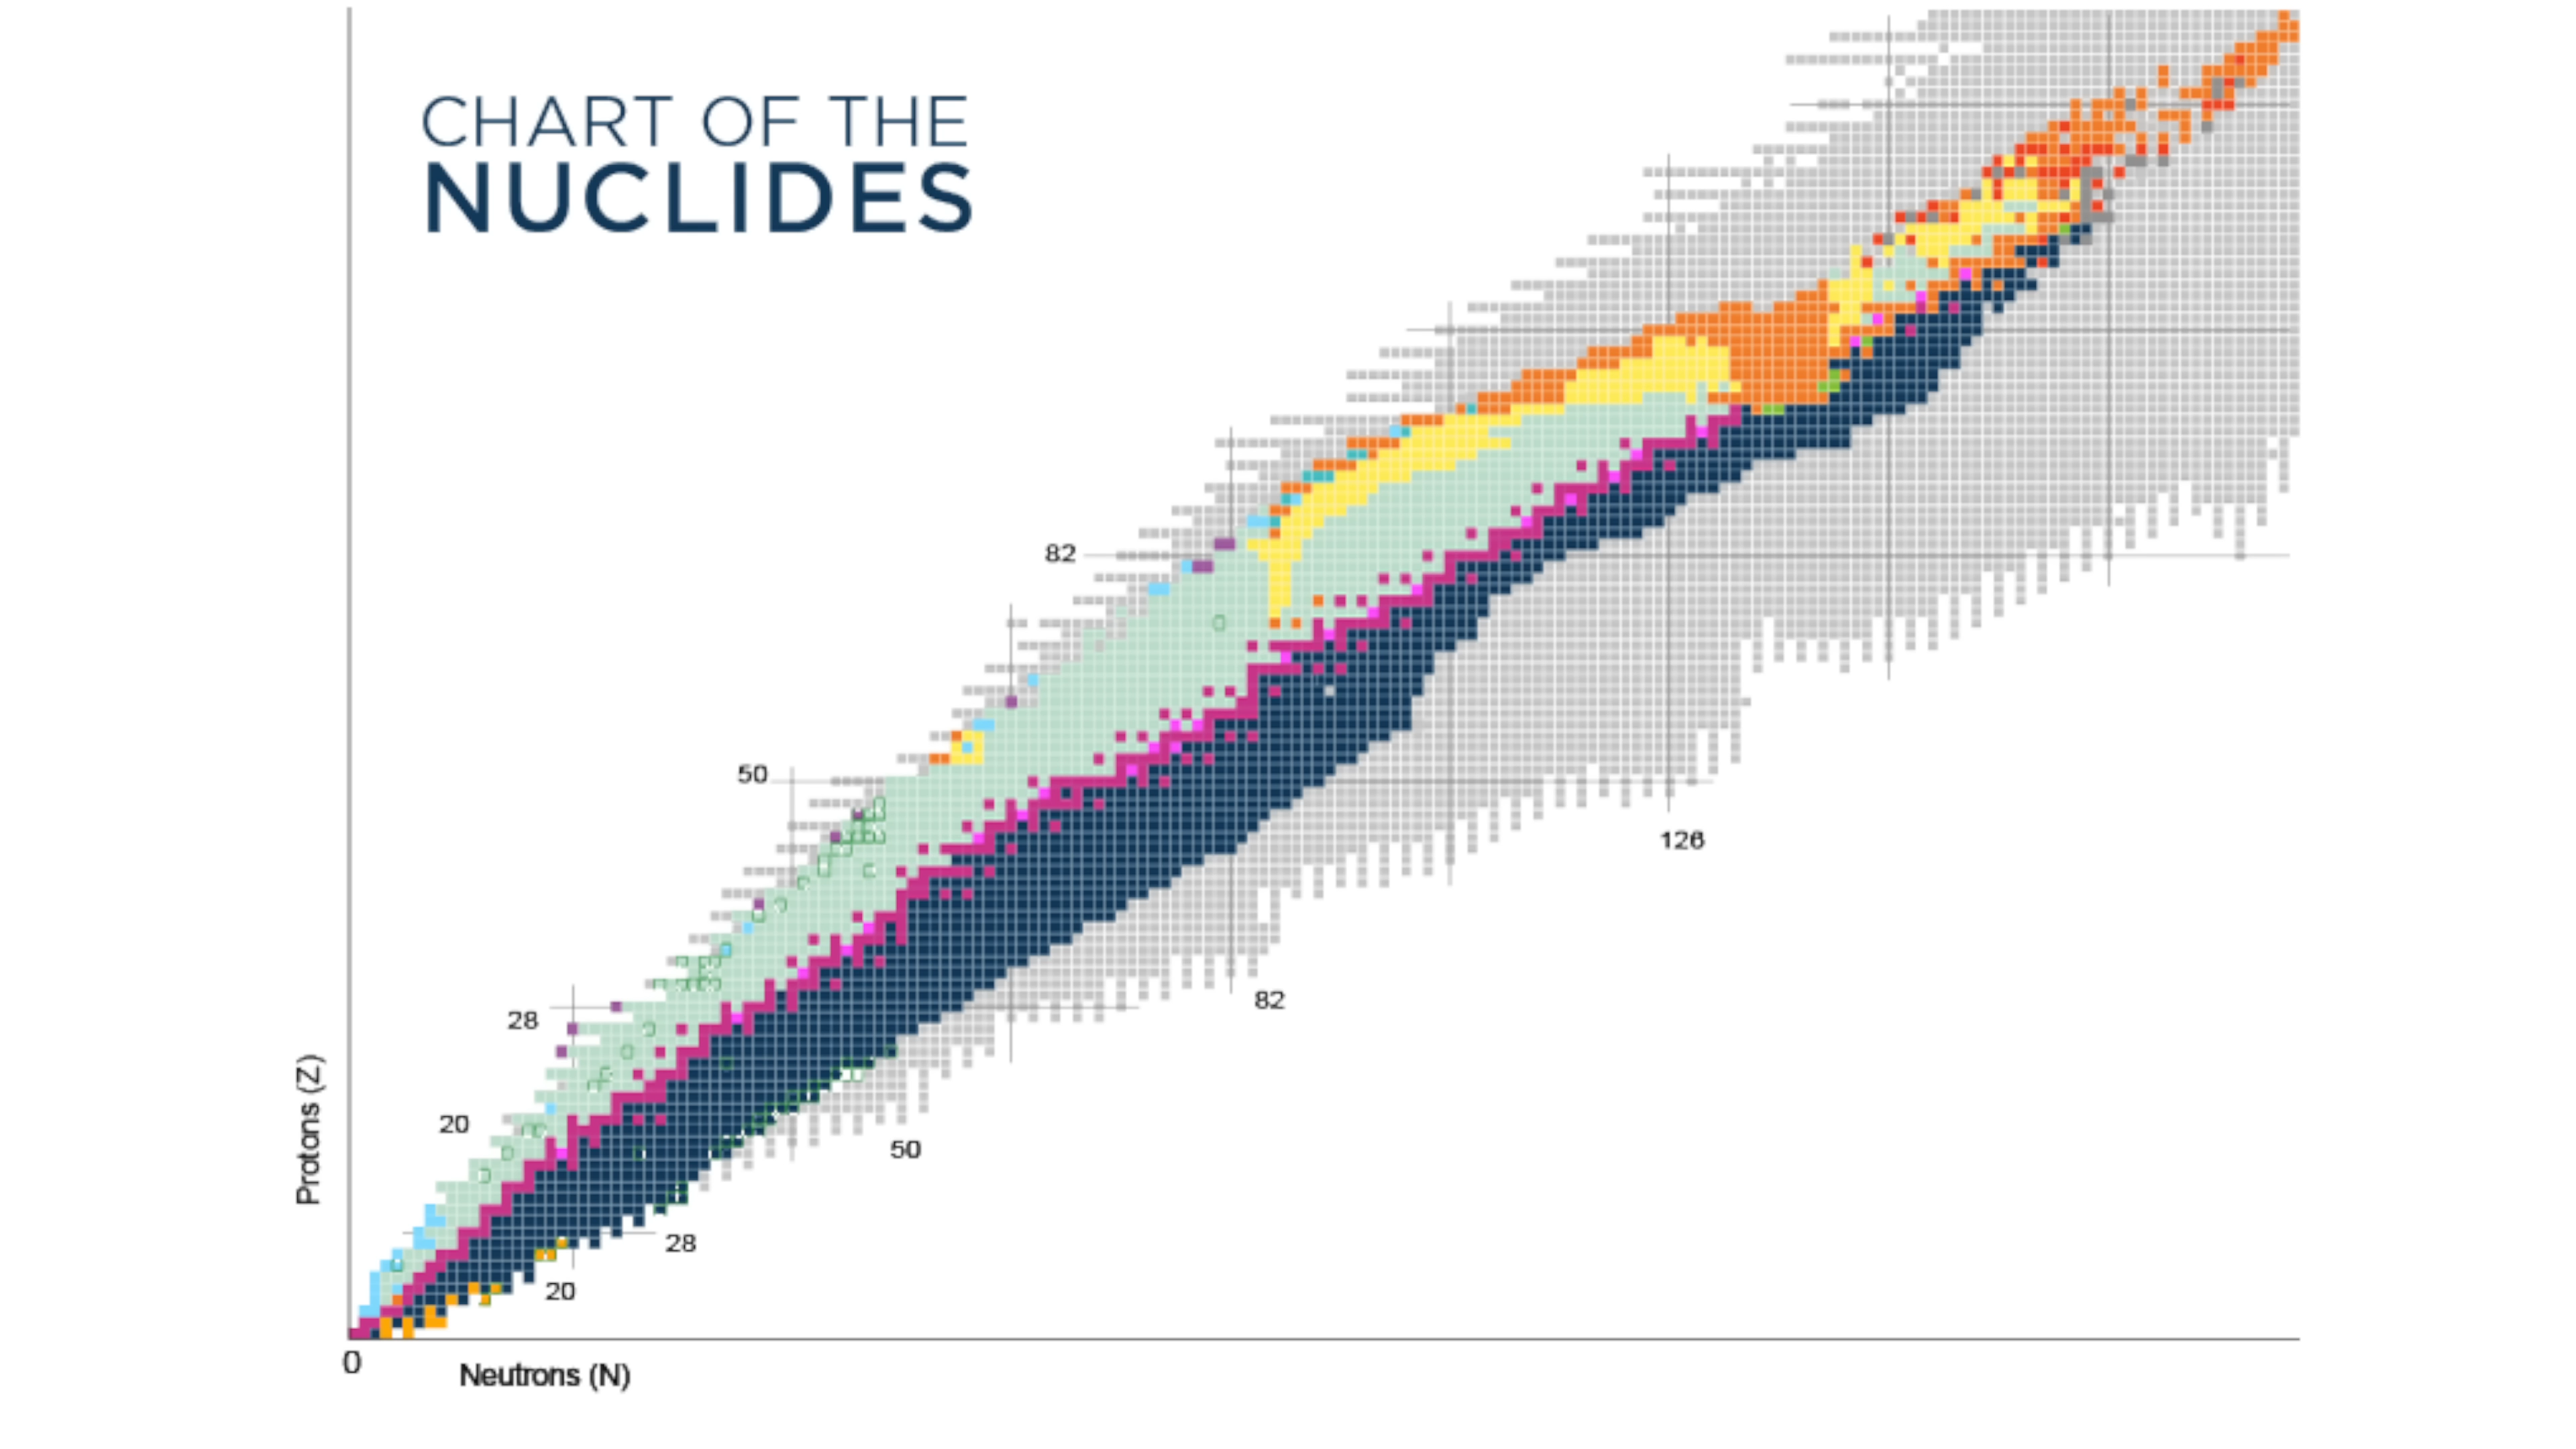 CHART OF THE
NUCLIDES
82
50
126
82
28
20
50
28
20
Protons (Z)
0
Neutrons (N)